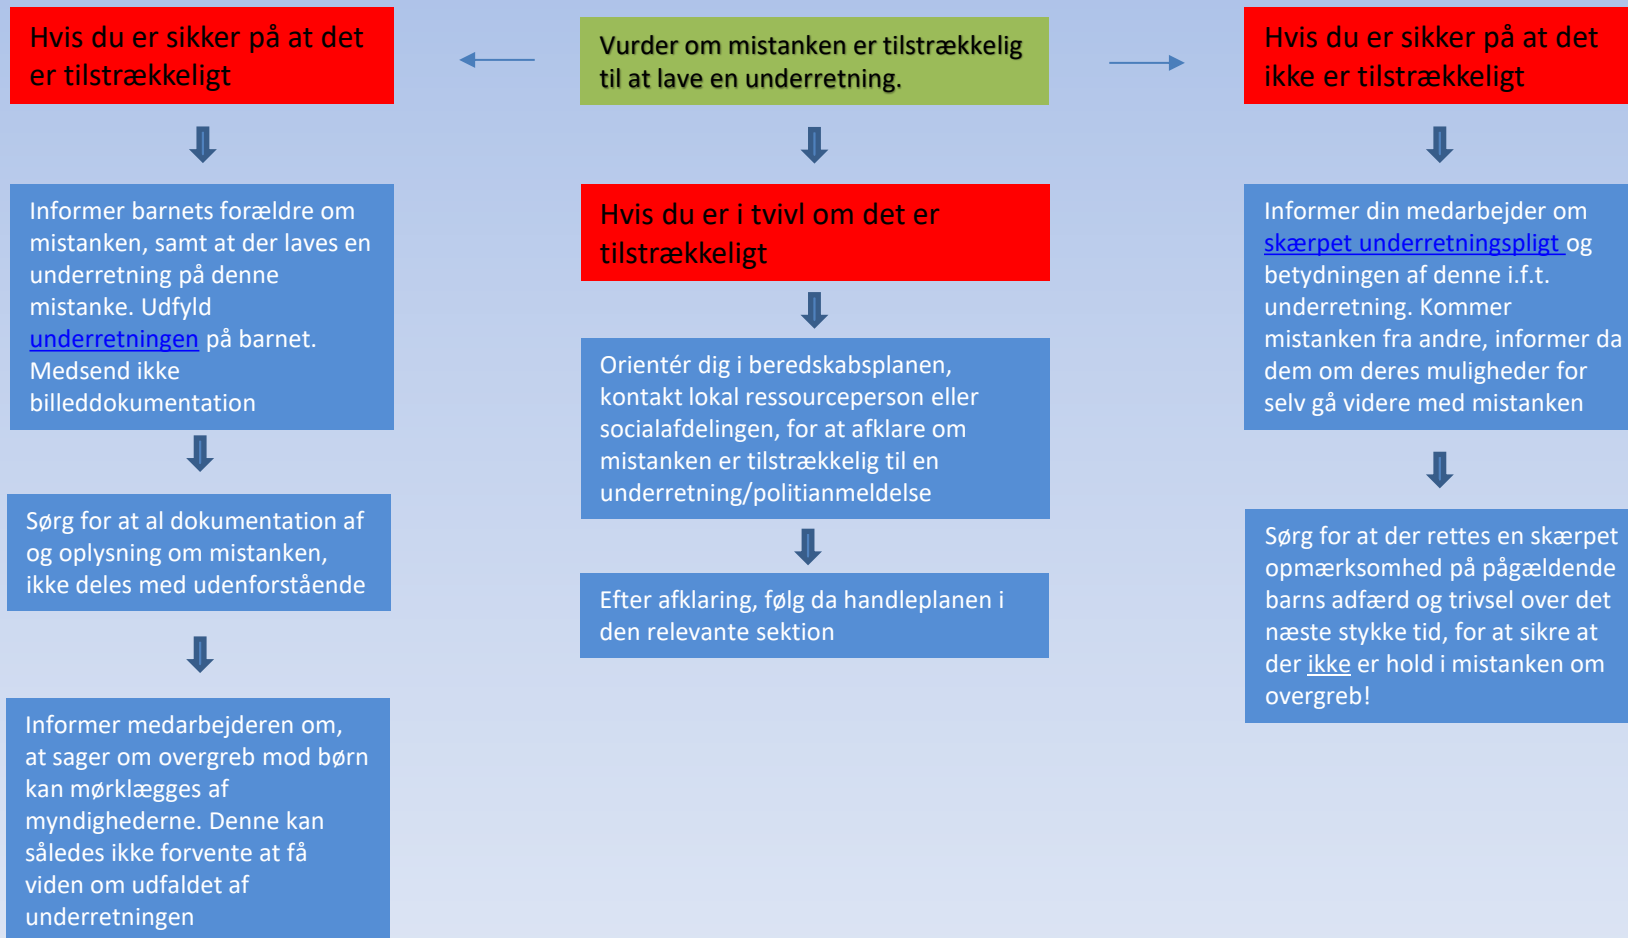 Hvis du er sikker på at det
er tilstrækkeligt
Informer barnets forældre om
mistanken, samt at der laves en
underretning på denne
mistanke. Udfyld
underretningen på barnet.
Medsend ikke
billeddokumentation
Sørg for at al dokumentation af
og oplysning om mistanken,
ikke deles med udenforstående
Informer medarbejderen om,
at sager om overgreb mod børn
kan mørklægges af
myndighederne. Denne kan
således ikke forvente at få
viden om udfaldet af
underretningen
Vurder om mistanken er tilstrækkelig
til at lave en underretning.
Hvis du er i tvivl om det er
tilstrækkeligt
Orientér dig i beredskabsplanen,
kontakt lokal ressourceperson eller
socialafdelingen, for at afklare om
mistanken er tilstrækkelig til en
underretning/politianmeldelse
Efter afklaring, følg da handleplanen i
den relevante sektion
Hvis du er sikker på at det
ikke er tilstrækkeligt
Informer din medarbejder om
skærpet underretningspligt og
betydningen af denne i.f.t.
underretning. Kommer
mistanken fra andre, informer da
dem om deres muligheder for
selv gå videre med mistanken
Sørg for at der rettes en skærpet
opmærksomhed på pågældende
barns adfærd og trivsel over det
næste stykke tid, for at sikre at
der ikke er hold i mistanken om
overgreb!